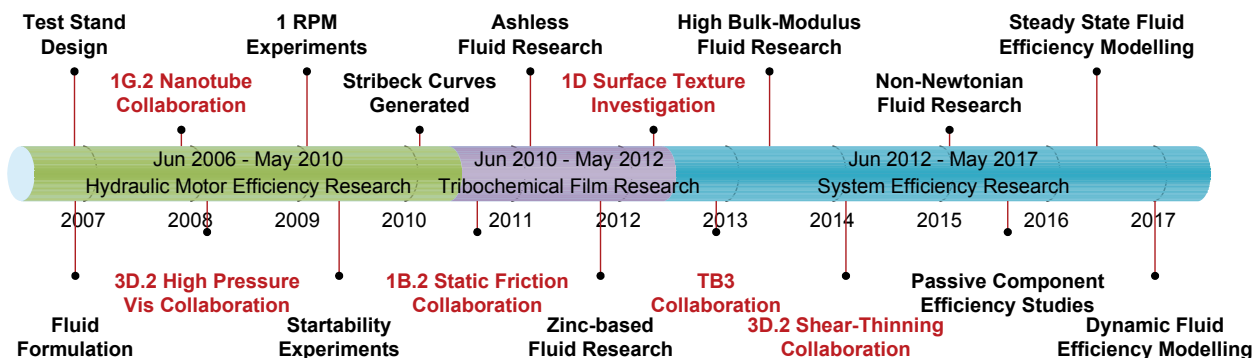 Test Stand
Design
1 RPM
Experiments
Ashless
Fluid Research
High Bulk-Modulus
Fluid Research
Steady State Fluid
Efficiency Modelling
1G.2 Nanotube
Collaboration
Stribeck Curves
Generated
1D Surface Texture
Investigation
Non-Newtonian
Fluid Research
Jun 2006 - May 2010
Hydraulic Motor Efficiency Research
Jun 2010 - May 2012
Tribochemical Film Research
Jun 2012 - May 2017
System Efficiency Research
2007
2008
2009
2010
2011
2012
2013
2014
2015
2016
2017
3D.2 High Pressure
Vis Collaboration
1B.2 Static Friction
Collaboration
TB3
Collaboration
Passive Component
Efficiency Studies
Fluid
Formulation
Startability
Experiments
Zinc-based
Fluid Research
3D.2 Shear-Thinning
Collaboration
Dynamic Fluid
Efficiency Modelling